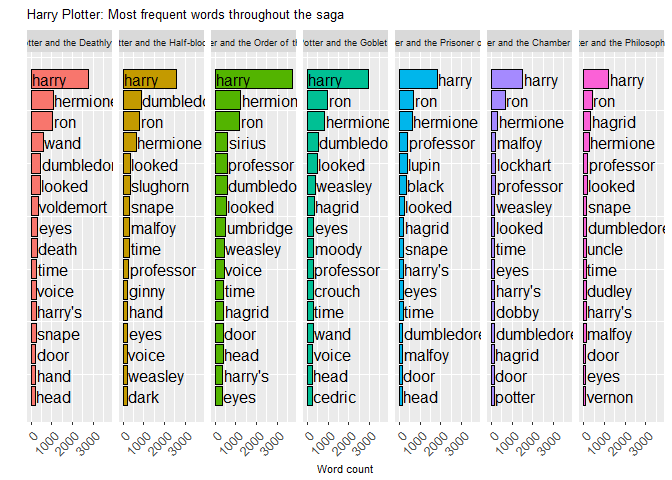 Harry Plotter: Most frequent words throughout the saga
otter and the Deathly
tter and the Half-bloo
er and the Order of th
Potter and the Goblet
er and the Prisoner o
er and the Chamber
ter and the Philosoph
harry
hermione
ron
wand
dumbledor
looked
voldemort
eyes
death
time
voice
harry's
snape
door
hand
head
harry
dumbledo
ron
hermione
looked
slughorn
snape
malfoy
time
professor
ginny
hand
eyes
voice
weasley
dark
harry
hermion
ron
sirius
professor
dumbledo
looked
umbridge
weasley
voice
time
hagrid
door
head
harry's
eyes
harry
ron
hermione
dumbledo
looked
weasley
hagrid
eyes
moody
professor
crouch
time
wand
voice
head
cedric
harry
ron
hermione
professor
lupin
black
looked
hagrid
snape
harry's
eyes
time
dumbledore
malfoy
door
head
harry
ron
hermione
malfoy
lockhart
professor
weasley
looked
time
eyes
harry's
dobby
dumbledore
hagrid
door
potter
harry
ron
hagrid
hermione
professor
looked
snape
dumbledore
uncle
time
dudley
harry's
malfoy
door
eyes
vernon
0 1000 2000 3000
0 1000 2000 3000
0 1000 2000 3000
0 1000 2000 3000
0 1000 2000 3000
0 1000 2000 3000
0 1000 2000 3000
Word count